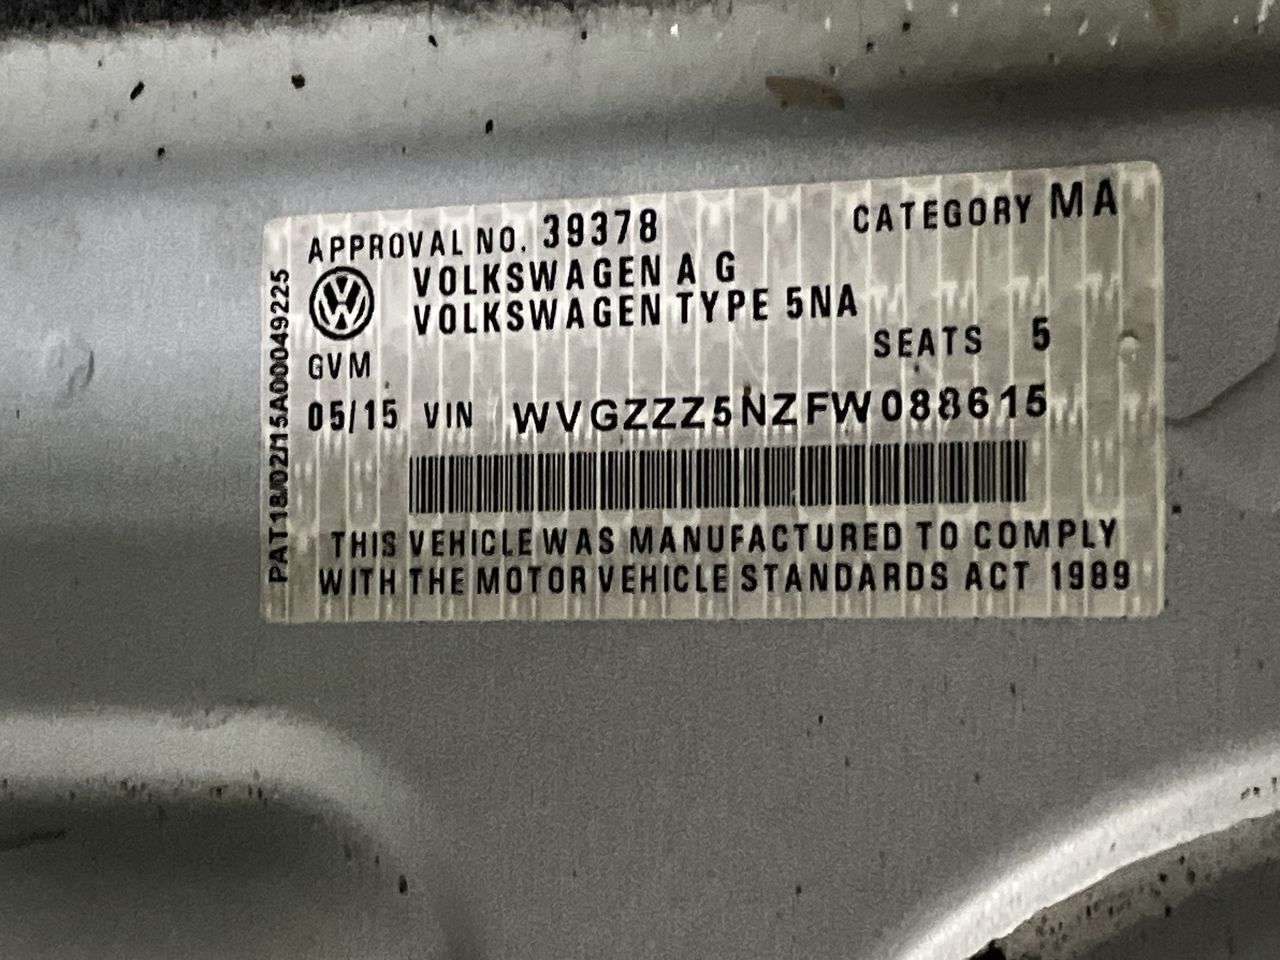 APPROVAL NO. 39378 CATEGORY MA
VOLKSWAGEN A G
VOLKSWAGEN TYPE 5NA
SEATS 5
GVM
05/15 VIN WVGZZZ5NZFW088615
THIS VEHICLE WAS MANUFACTURED TO COMPLY
WITH THE MOTOR VEHICLE STANDARDS ACT 1989
PAT18/02/15A00049225